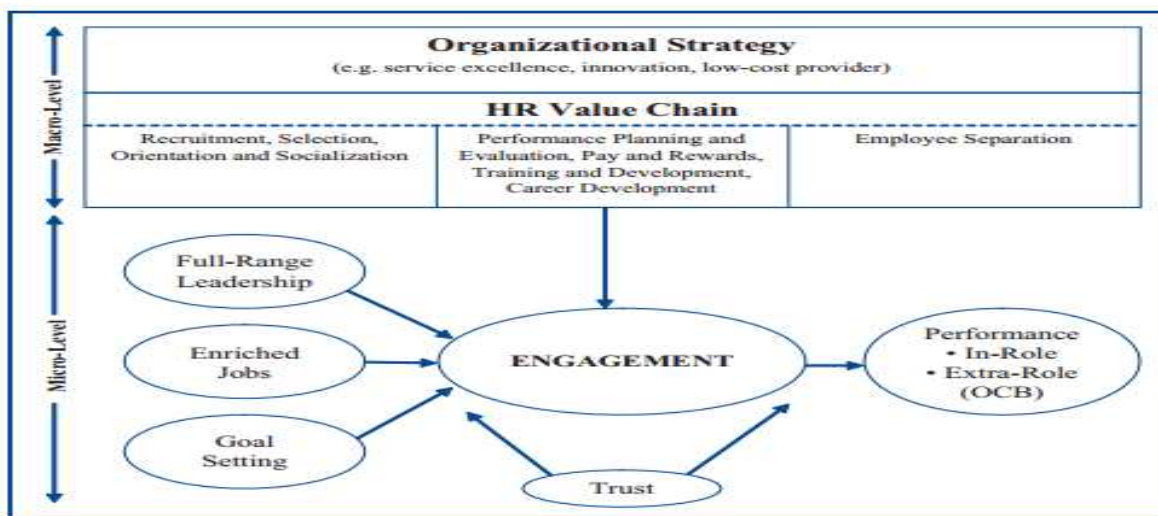 Macro-Level
Organizational Strategy
(e.g. service excellence, innovation, low-cost provider)
HR Value Chain
Recruitment, Selection,
Orientation and Socialization
Performance Planning and
Evaluation, Pay and Rewards,
Training and Development,
Career Development
Employee Separation
Micro-Level
Full-Range
Leadership
Enriched
Jobs
Goal
Setting
ENGAGEMENT
Trust
Performance
• In-Role
• Extra-Role
(OCB)